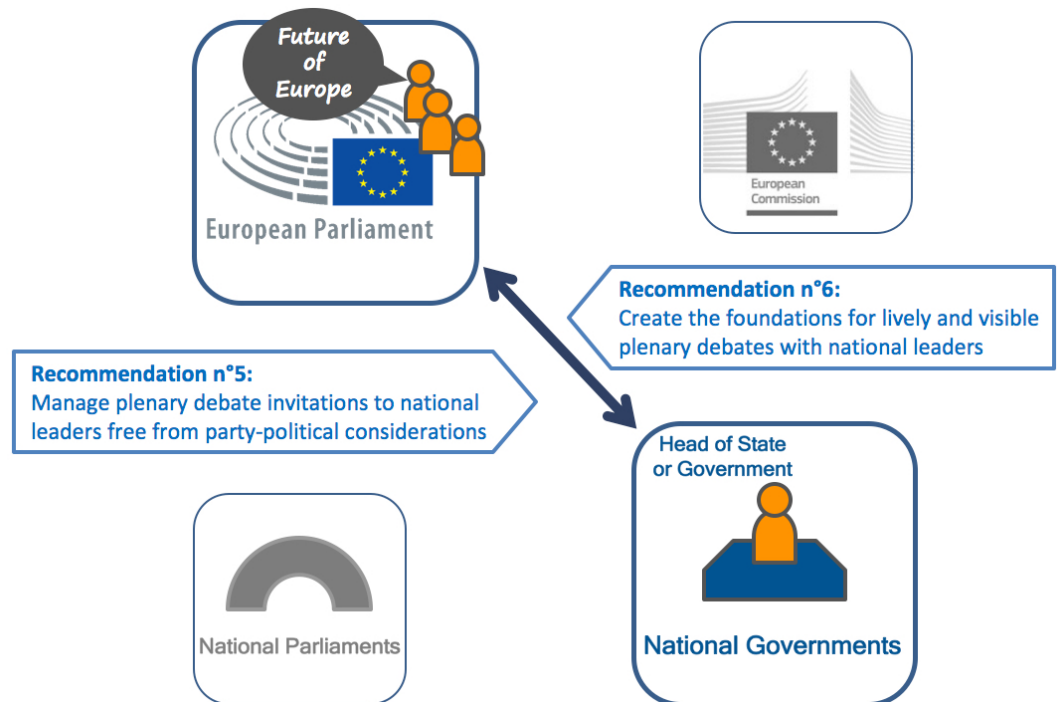 Future
of
Europe
European Parliament
European
Commission
Recommendation n°6:
Create the foundations for lively and visible
plenary debates with national leaders
Recommendation n°5:
Manage plenary debate invitations to national
leaders free from party-political considerations
Head of State
or Government
National Parliaments
National Governments